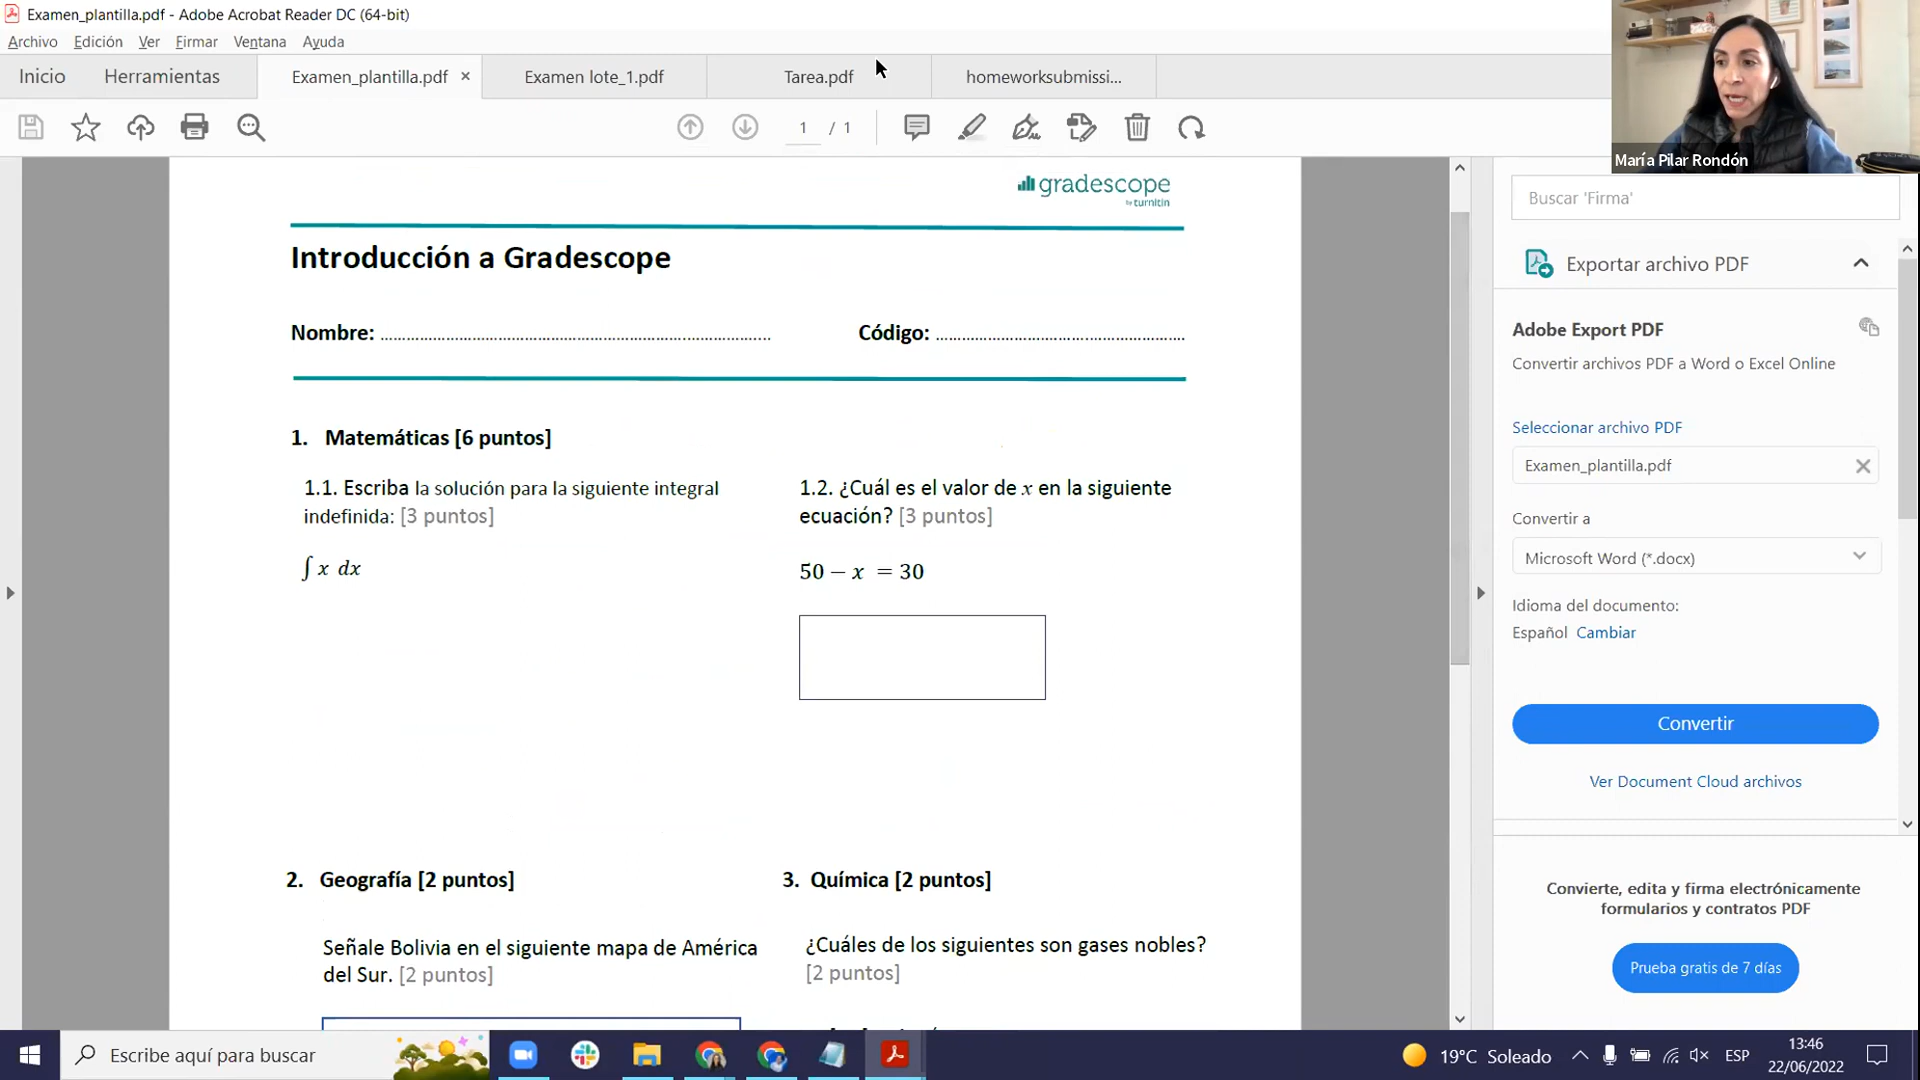 Examen_plantilla.pdf - Adobe Acrobat Reader DC (64-bit)
Archivo Edición Ver Firmar Ventana Ayuda
Inicio Herramientas Examen_plantilla.pdf × Examen lote_1.pdf Tarea.pdf homeworksubmissi...
1 / 1
María Pilar Rondón
gradescope
by turnitin
Introducción a Gradescope
Nombre: ............................................................
Código: .......................................
1. Matemáticas [6 puntos]
1.1. Escriba la solución para la siguiente integral
indefinida: [3 puntos]
∫ x dx
1.2. ¿Cuál es el valor de x en la siguiente
ecuación? [3 puntos]
50 – x = 30
2. Geografía [2 puntos]
Señale Bolivia en el siguiente mapa de América
del Sur. [2 puntos]
3. Química [2 puntos]
¿Cuáles de los siguientes son gases nobles?
[2 puntos]
Buscar 'Firma'
Exportar archivo PDF
Adobe Export PDF
Convertir archivos PDF a Word o Excel Online
Seleccionar archivo PDF
Examen_plantilla.pdf
Convertir a
Microsoft Word (*.docx)
Idioma del documento:
Español Cambiar
Convertir
Ver Document Cloud archivos
Convierte, edita y firma electrónicamente
formularios y contratos PDF
Prueba gratis de 7 días
Escribe aquí para buscar
19°C Soleado
ESP
13:46
22/06/2022